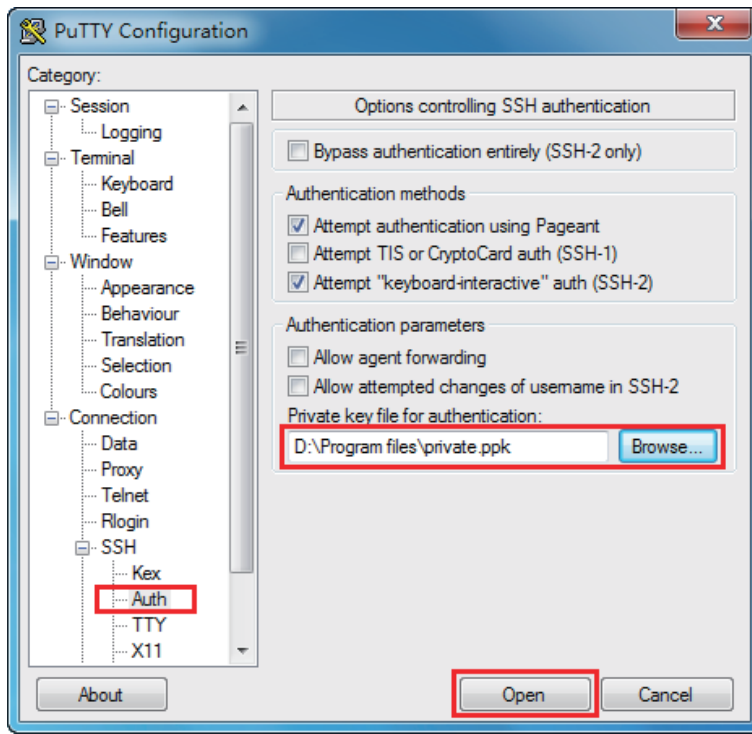 PuTTY Configuration
Category:
Session
Logging
Terminal
Keyboard
Bell
Features
Window
Appearance
Behaviour
Translation
Selection
Colours
Connection
Data
Proxy
Telnet
Rlogin
SSH
Kex
Auth
TTY
X11
Options controlling SSH authentication
Bypass authentication entirely (SSH-2 only)
Authentication methods
Attempt authentication using Pageant
Attempt TIS or CryptoCard auth (SSH-1)
Attempt "keyboard-interactive" auth (SSH-2)
Authentication parameters
Allow agent forwarding
Allow attempted changes of username in SSH-2
Private key file for authentication:
D:\Program files\private.ppk
Browse...
About
Open
Cancel